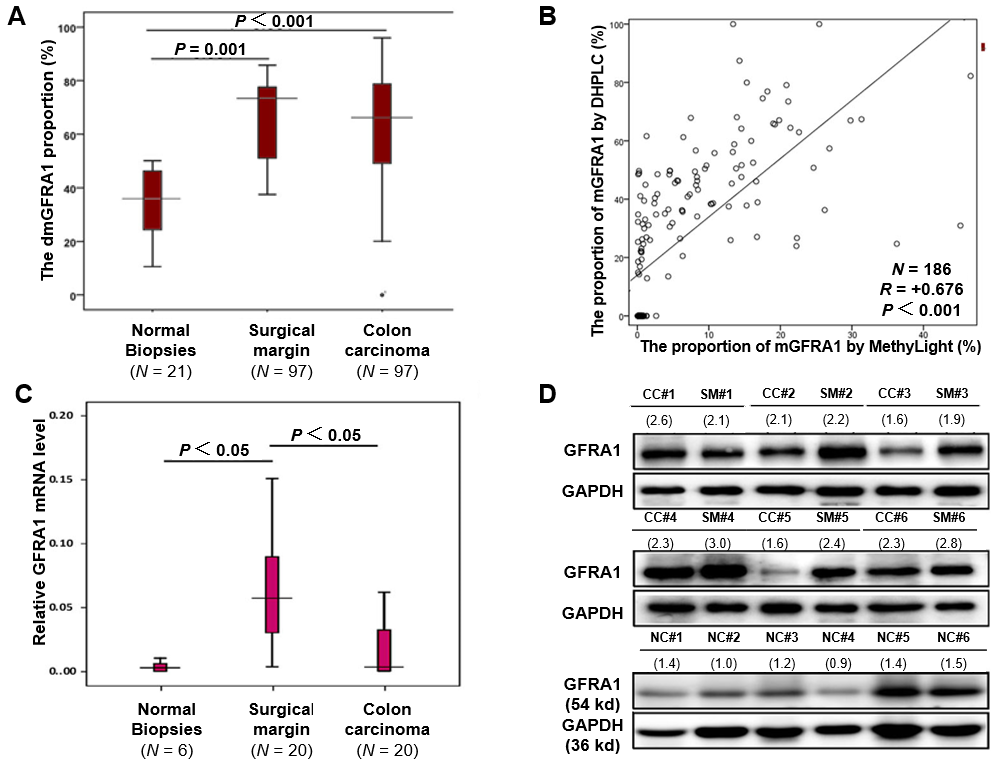 A
The dmGFRA1 proportion (%)
P < 0.001
P = 0.001
100
80
60
40
20
0
Normal Biopsies (N = 21)
Surgical margin (N = 97)
Colon carcinoma (N = 97)
B
The proportion of mGFRA1 by DHPLC (%)
100
80
60
40
20
0
N = 186
R = +0.676
P < 0.001
0 10 20 30 40
The proportion of mGFRA1 by MethyLight (%)
C
Relative GFRA1 mRNA level
0.20
0.15
0.10
0.05
0.00
P < 0.05
P < 0.05
Normal Biopsies (N = 6)
Surgical margin (N = 20)
Colon carcinoma (N = 20)
D
CC#1 SM#1 CC#2 SM#2 CC#3 SM#3
(2.6) (2.1) (2.1) (2.2) (1.6) (1.9)
GFRA1
GAPDH
CC#4 SM#4 CC#5 SM#5 CC#6 SM#6
(2.3) (3.0) (1.6) (2.4) (2.3) (2.8)
GFRA1
GAPDH
NC#1 NC#2 NC#3 NC#4 NC#5 NC#6
(1.4) (1.0) (1.2) (0.9) (1.4) (1.5)
GFRA1
(54 kd)
GAPDH
(36 kd)